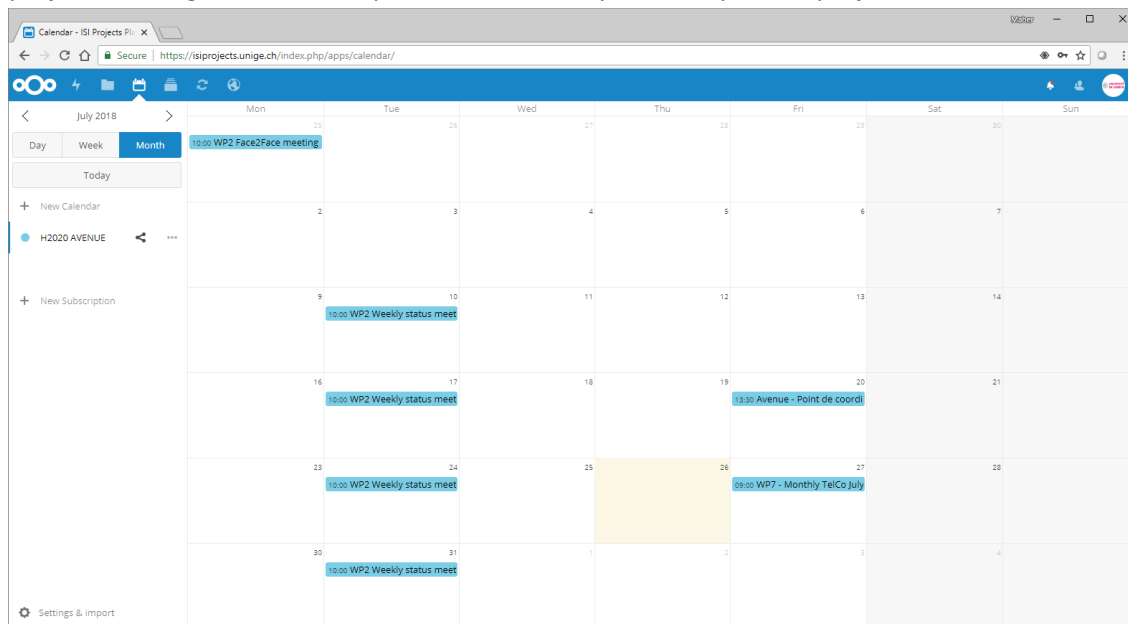 Maher
Calendar - ISI Projects Pl
Secure | https://isiprojects.unige.ch/index.php/apps/calendar/
July 2018
Day Week Month
Today
+ New Calendar
H2020 AVENUE
+ New Subscription
Settings & import
Mon Tue Wed Thu Fri Sat Sun
25 26 27 28 29 30
10:00 WP2 Face2Face meeting
2 3 4 5 6 7
9 10 11 12 13 14
10:00 WP2 Weekly status meet
16 17 18 19 20 21
10:00 WP2 Weekly status meet
13:30 Avenue - Point de coordi
23 24 25 26 27 28
10:00 WP2 Weekly status meet
09:00 WP7 - Monthly TelCo July
30 31 1 2 3 4
10:00 WP2 Weekly status meet